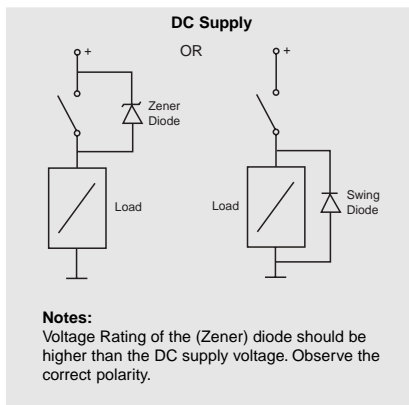 DC Supply
+
OR
+
Zener
Diode
Load
Load
Swing
Diode
Notes:
Voltage Rating of the (Zener) diode should be
higher than the DC supply voltage. Observe the
correct polarity.